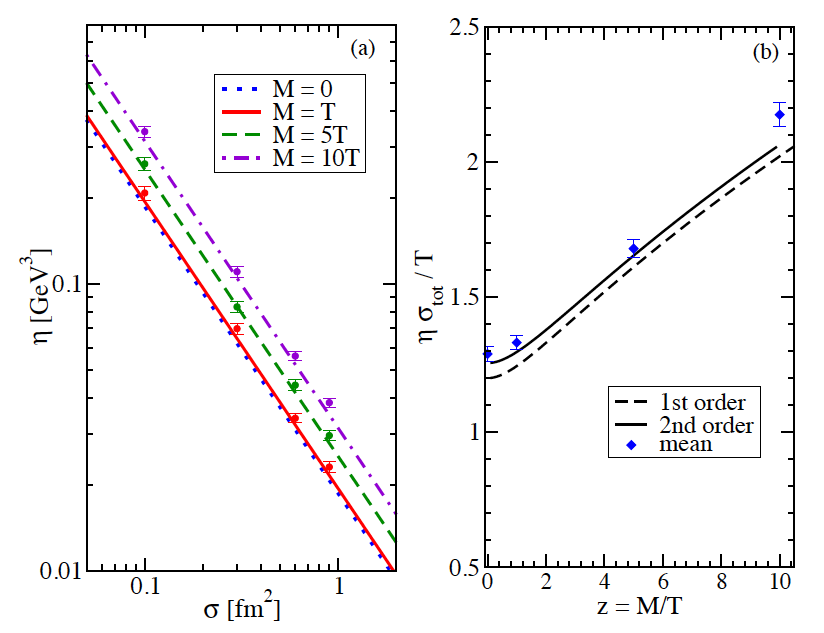 (a)
M = 0
M = T
M = 5T
M = 10T
0.1
0.01
η [GeV³]
0.1
1
σ [fm²]
(b)
2.5
2
1.5
1
0.5
η σ_tot / T
1st order
2nd order
mean
0
2
4
6
8
10
z = M/T